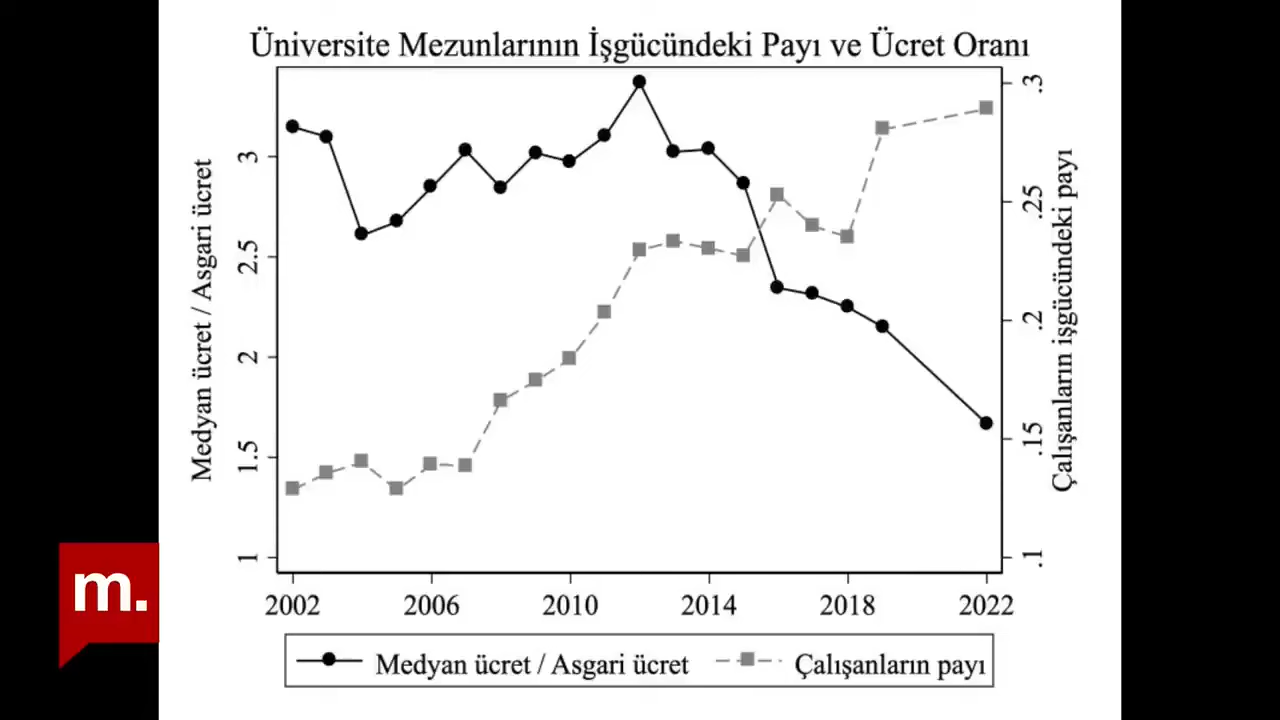 Üniversite Mezunlarının İşgücündeki Payı ve Ücret Oranı
Medyan ücret / Asgari ücret
3
2.5
2
1.5
1
.3
.25
.2
.15
.1
Çalışanların işgücündeki payı
2002 2006 2010 2014 2018 2022
Medyan ücret / Asgari ücret Çalışanların payı
m.